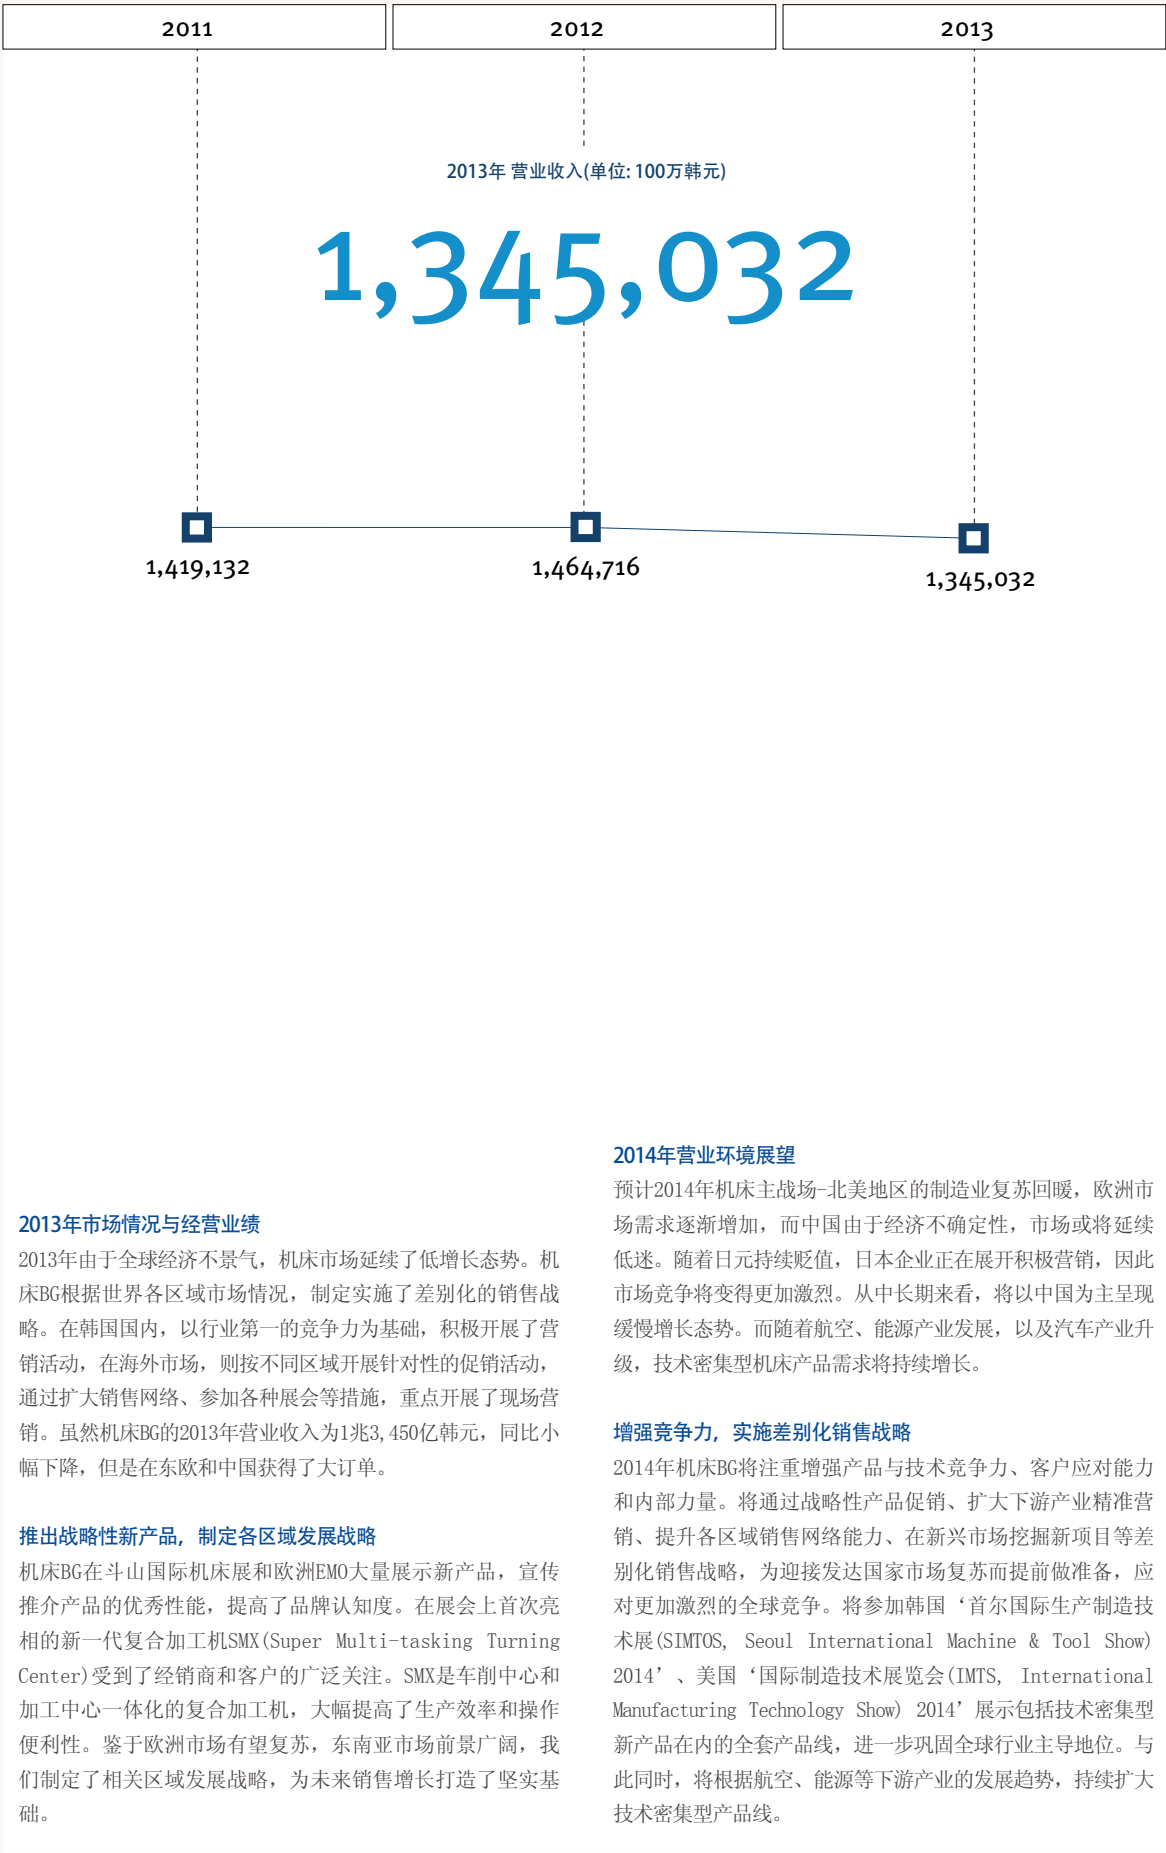 2011
2012
2013
2013年 营业收入(单位: 100万韩元)
1,345,032
1,419,132
1,464,716
1,345,032
2013年市场情况与经营业绩
2013年由于全球经济不景气，机床市场延续了低增长态势。机
床BG根据世界各区域市场情况，制定实施了差别化的销售战
略。在韩国国内，以行业第一的竞争力为基础，积极开展了营
销活动，在海外市场，则按不同区域开展针对性的促销活动，
通过扩大销售网络、参加各种展会等措施，重点开展了现场营
销。虽然机床BG的2013年营业收入为1兆3,450亿韩元，同比小
幅下降，但是在东欧和中国获得了大订单。
推出战略性新产品，制定各区域发展战略
机床BG在斗山国际机床展和欧洲EMO大量展示新产品，宣传
推介产品的优秀性能，提高了品牌认知度。在展会上首次亮
相的新一代复合加工机SMX(Super Multi-tasking Turning
Center)受到了经销商和客户的广泛关注。SMX是车削中心和
加工中心一体化的复合加工机，大幅提高了生产效率和操作
便利性。鉴于欧洲市场有望复苏，东南亚市场前景广阔，我
们制定了相关区域发展战略，为未来销售增长打造了坚实基
础。
2014年营业环境展望
预计2014年机床主战场-北美地区的制造业复苏回暖，欧洲市
场需求逐渐增加，而中国由于经济不确定性，市场或将延续
低迷。随着日元持续贬值，日本企业正在展开积极营销，因此
市场竞争将变得更加激烈。从中长期来看，将以中国为主呈现
缓慢增长态势。而随着航空、能源产业发展，以及汽车产业升
级，技术密集型机床产品需求将持续增长。
增强竞争力，实施差别化销售战略
2014年机床BG将注重增强产品与技术竞争力、客户应对能力
和内部力量。将通过战略性产品促销、扩大下游产业精准营
销、提升各区域销售网络能力、在新兴市场挖掘新项目等差
别化销售战略，为迎接发达国家市场复苏而提前做准备，应
对更加激烈的全球竞争。将参加韩国‘首尔国际生产制造技
术展(SIMTOS, Seoul International Machine & Tool Show)
2014’、美国‘国际制造技术展览会(IMTS, International
Manufacturing Technology Show) 2014’展示包括技术密集型
新产品在内的全套产品线，进一步巩固全球行业主导地位。与
此同时，将根据航空、能源等下游产业的发展趋势，持续扩大
技术密集型产品线。